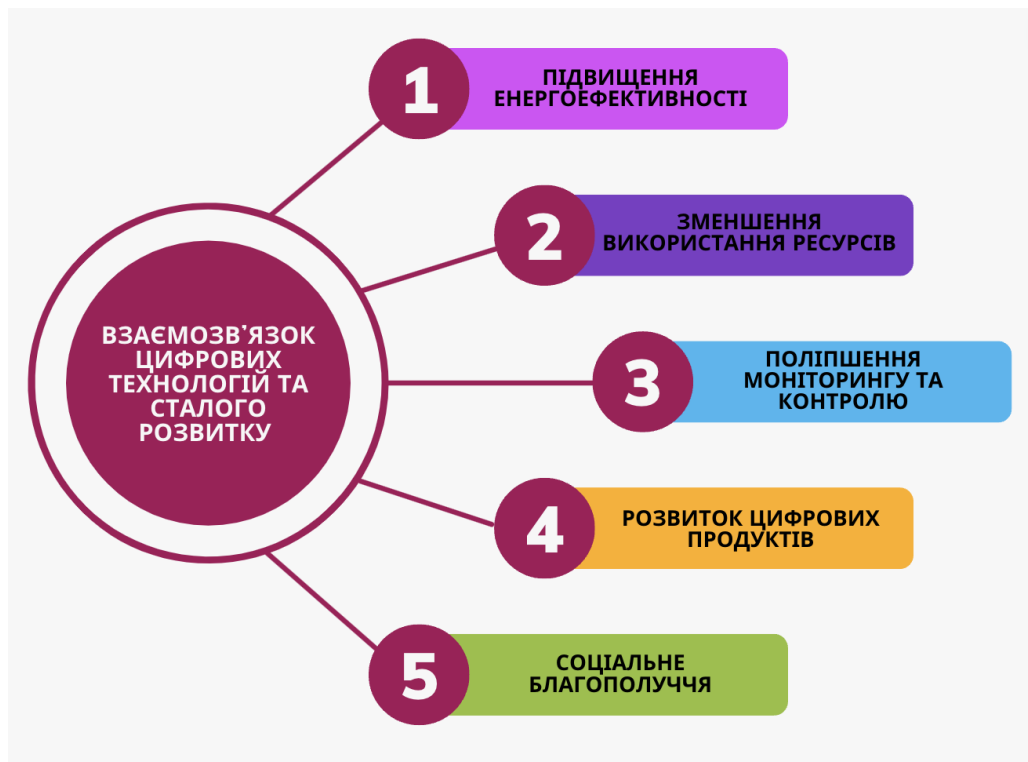 ВЗАЄМОЗВ'ЯЗОК
ЦИФРОВИХ
ТЕХНОЛОГІЙ ТА
СТАЛОГО
РОЗВИТКУ
1
ПІДВИЩЕННЯ
ЕНЕРГОЕФЕКТИВНОСТІ
2
ЗМЕНШЕННЯ
ВИКОРИСТАННЯ РЕСУРСІВ
3
ПОЛІПШЕННЯ
МОНІТОРИНГУ ТА
КОНТРОЛЮ
4
РОЗВИТОК ЦИФРОВИХ
ПРОДУКТІВ
5
СОЦІАЛЬНЕ
БЛАГОПОЛУЧЧЯ